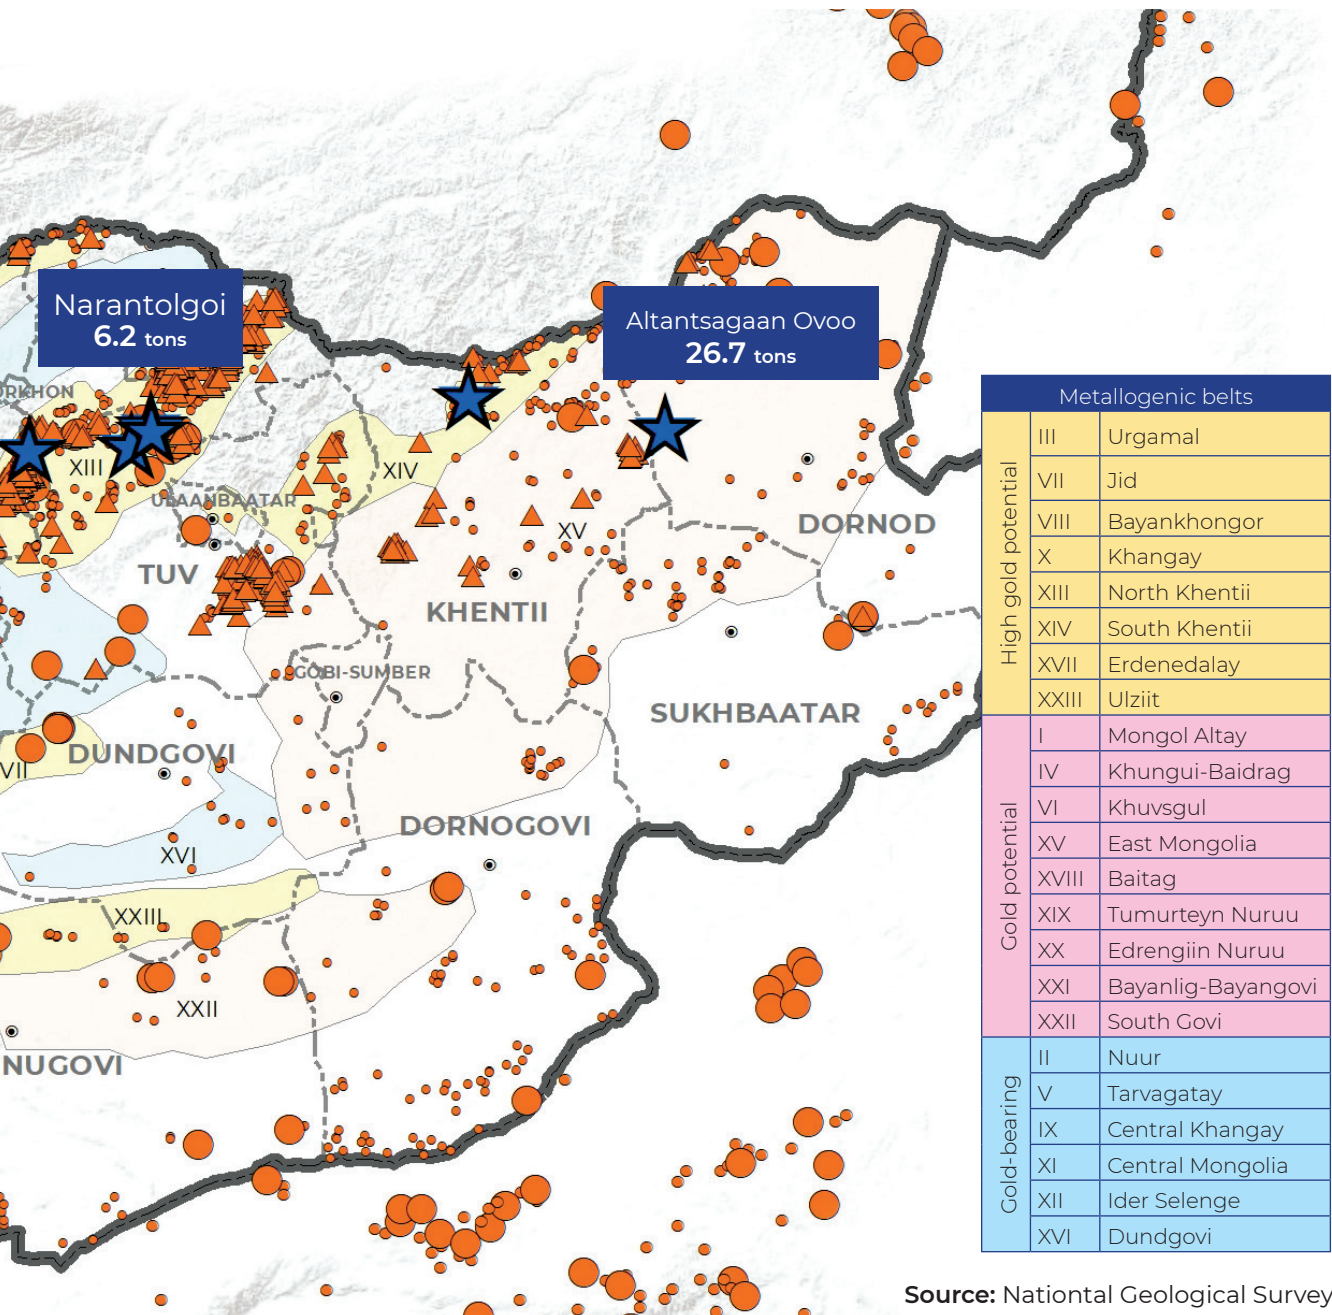 Narantolgoi
6.2 tons
Altantsagaan Ovoo
26.7 tons
ORKHON
XIII
XIV
ULAANBAATAR
XV
DORNOD
TUV
KHENTII
GOBI-SUMBER
SUKHBAATAR
DUNDGOVI
VII
DORNOGOVI
XVI
XXIII
XXII
NUGOVI
Metallogenic belts
High gold potential
III Urgamal
VII Jid
VIII Bayankhongor
X Khangay
XIII North Khentii
XIV South Khentii
XVII Erdenedalay
XXIII Ulziit
Gold potential
I Mongol Altay
IV Khungui-Baidrag
VI Khuvsgul
XV East Mongolia
XVIII Baitag
XIX Tumurteyn Nuruu
XX Edrengiin Nuruu
XXI Bayanlig-Bayangovi
XXII South Govi
Gold-bearing
II Nuur
V Tarvagatay
IX Central Khangay
XI Central Mongolia
XII Ider Selenge
XVI Dundgovi
Source: Nationtal Geological Survey